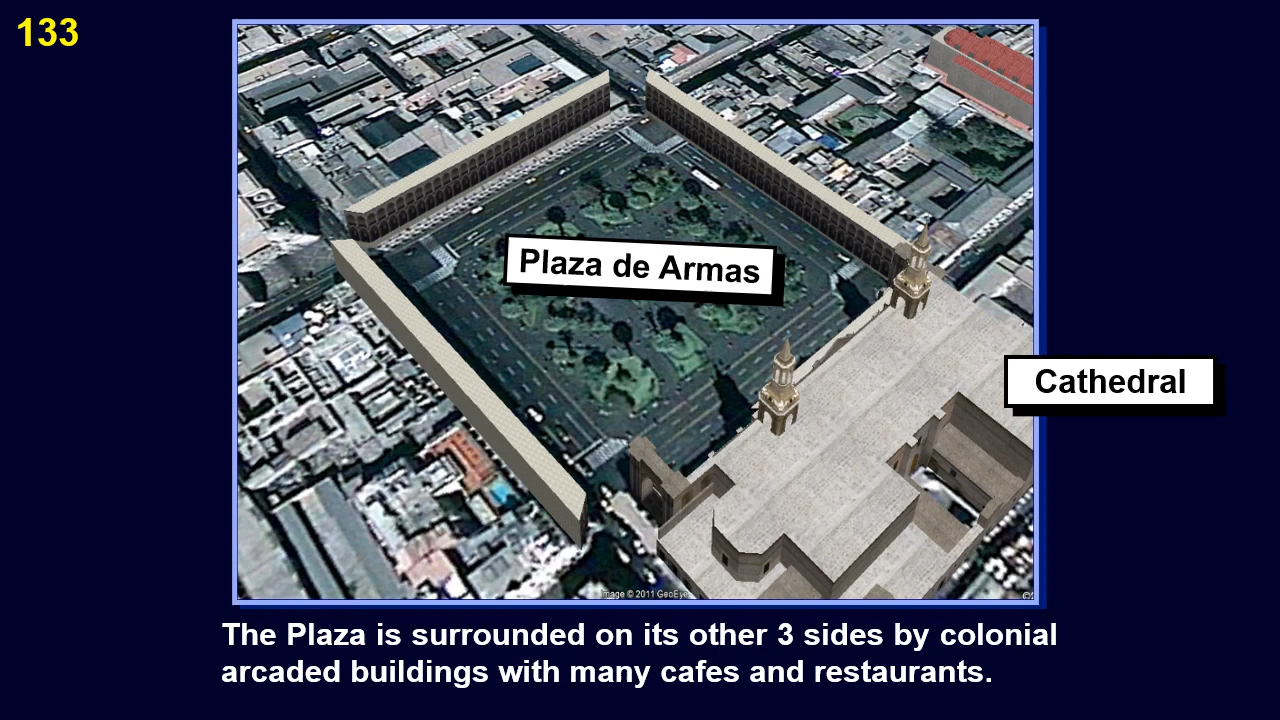 133
Plaza de Armas
Cathedral
Image © 2011 GeoEye
©2
The Plaza is surrounded on its other 3 sides by colonial
arcaded buildings with many cafes and restaurants.